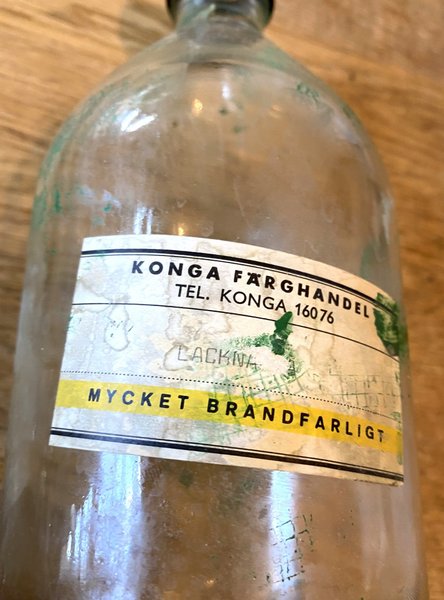 KONGA FÄRGHANDEL
TEL. KONGA 16076
LACKNA
MYCKET BRANDFARLIGT